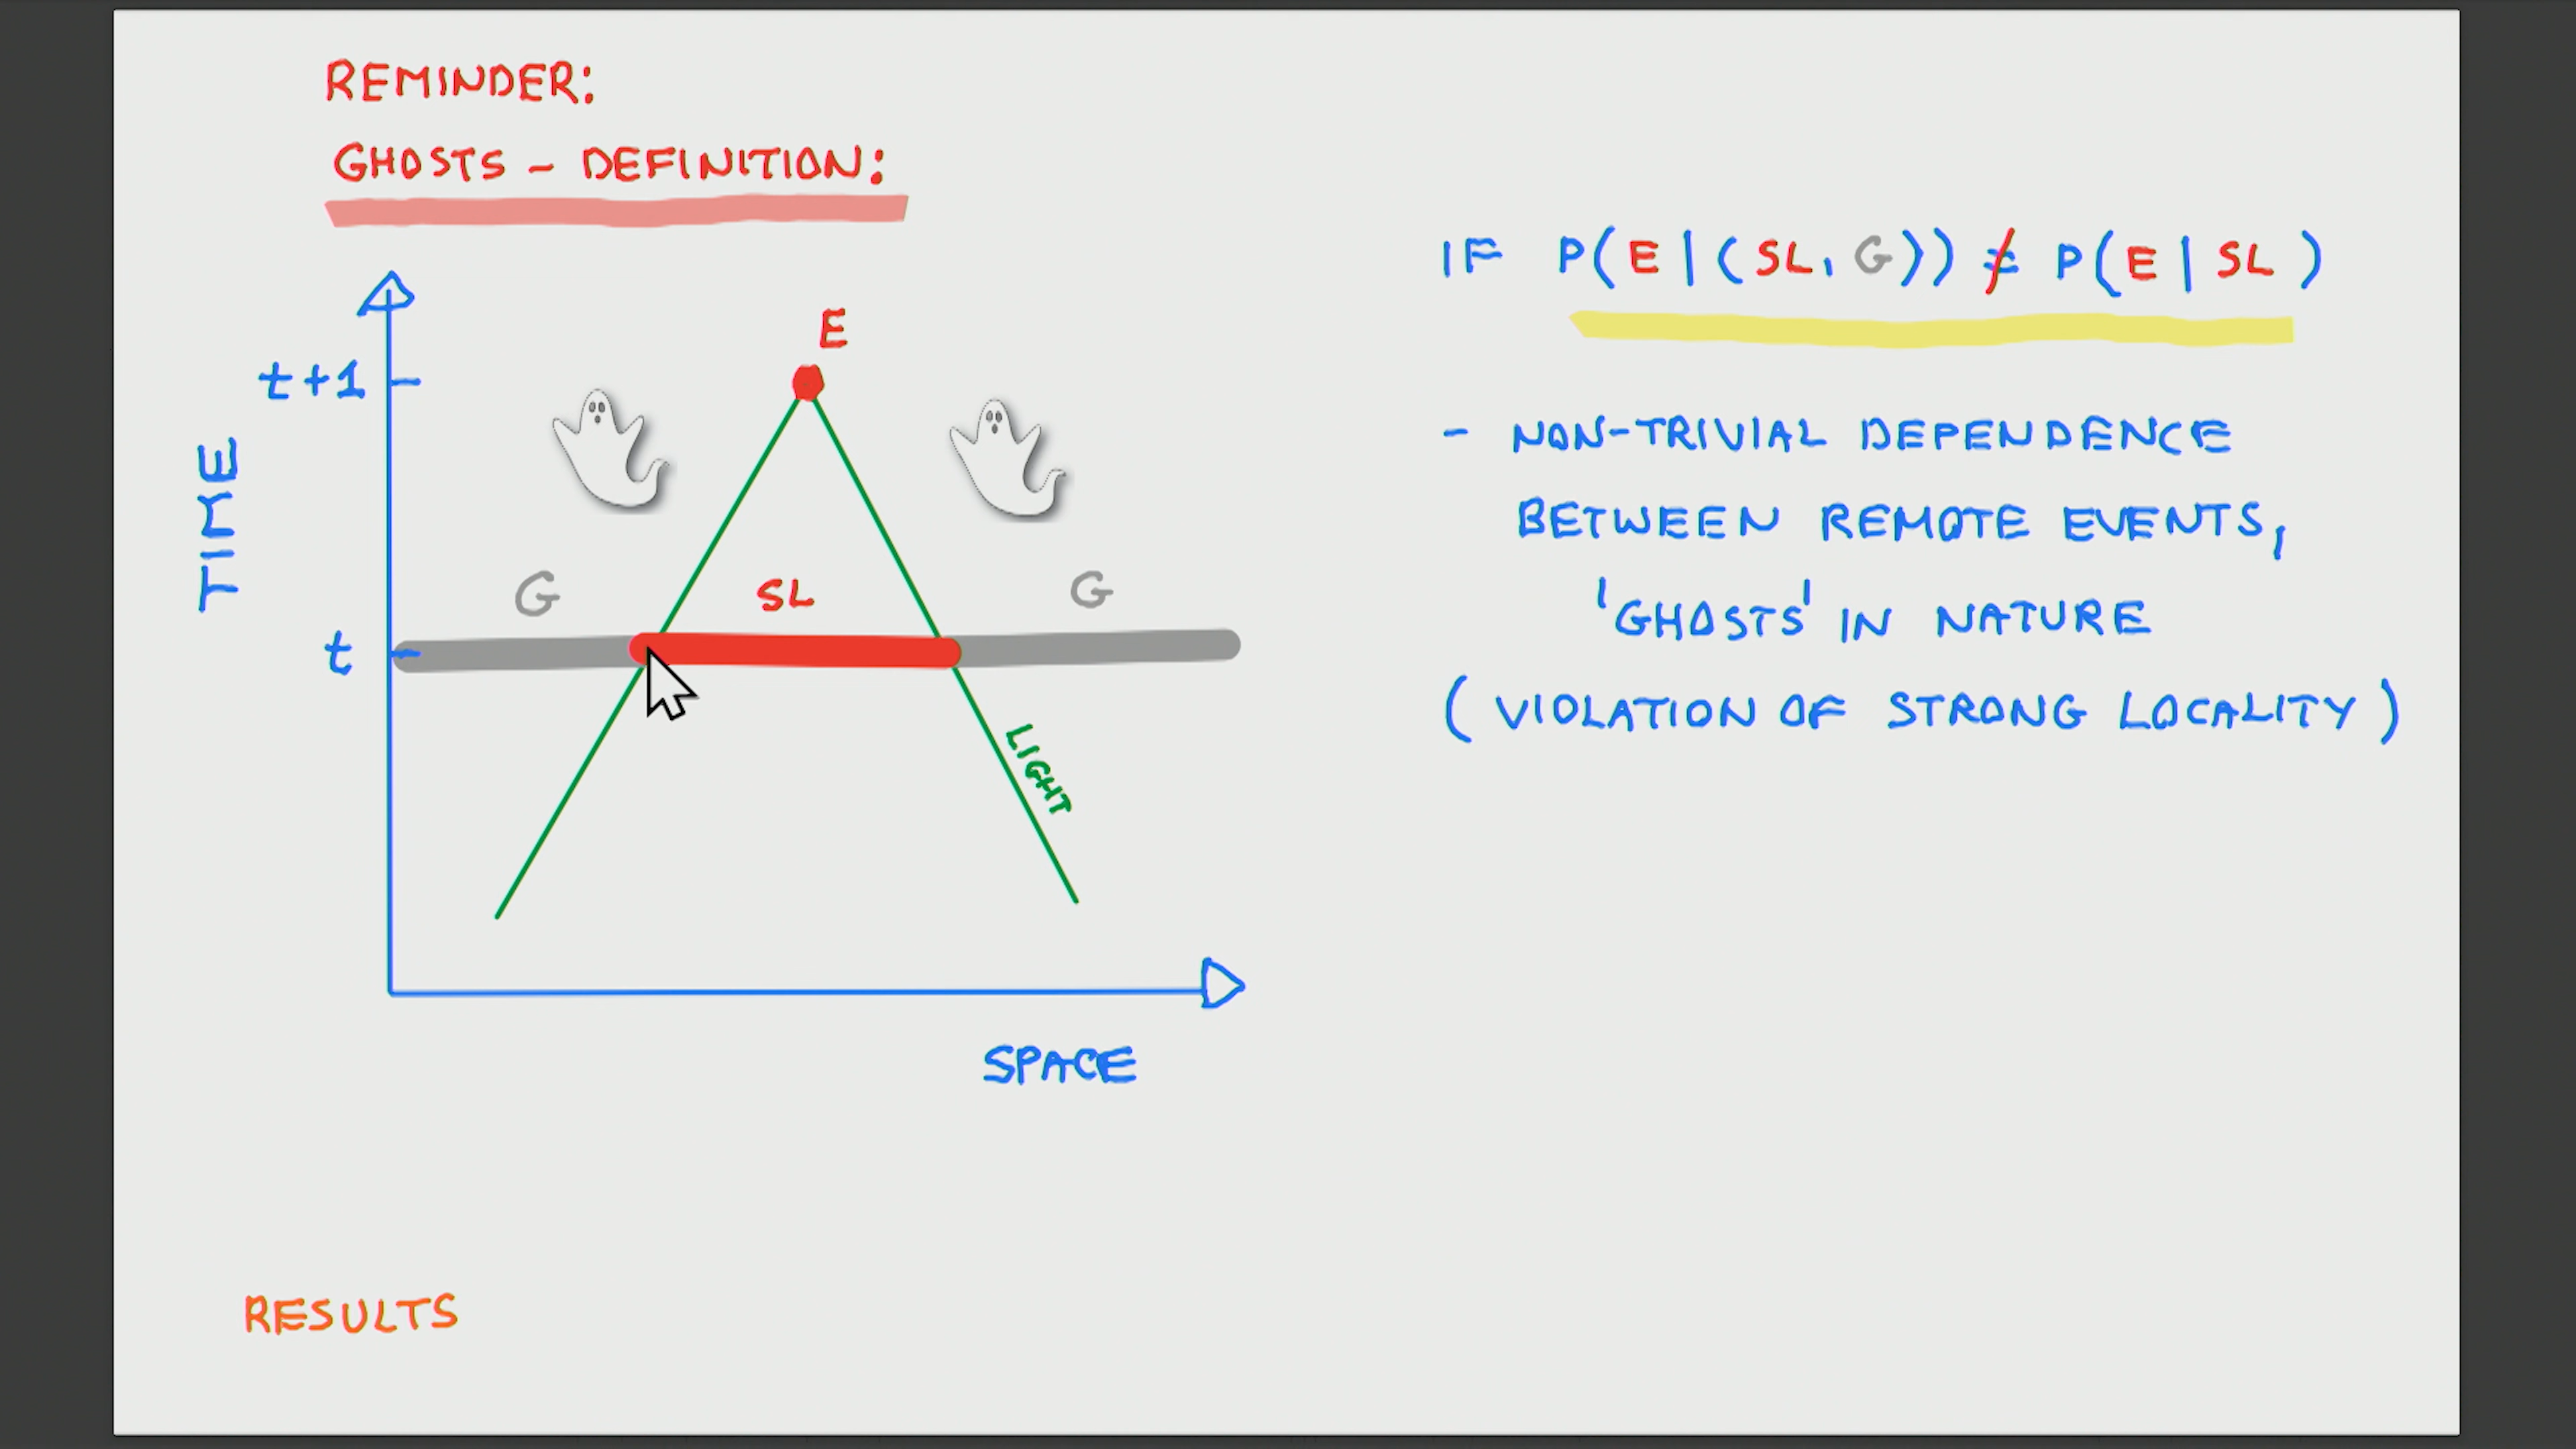 REMINDER:
GHOSTS - DEFINITION:
E
t+1
TIME
G
SL
G
t
LIGHT
SPACE
IF P(E|(SL, G)) ≠ P(E|SL)
- NON-TRIVIAL DEPENDENCE
BETWEEN REMOTE EVENTS,
'GHOSTS' IN NATURE
(VIOLATION OF STRONG LOCALITY)
RESULTS